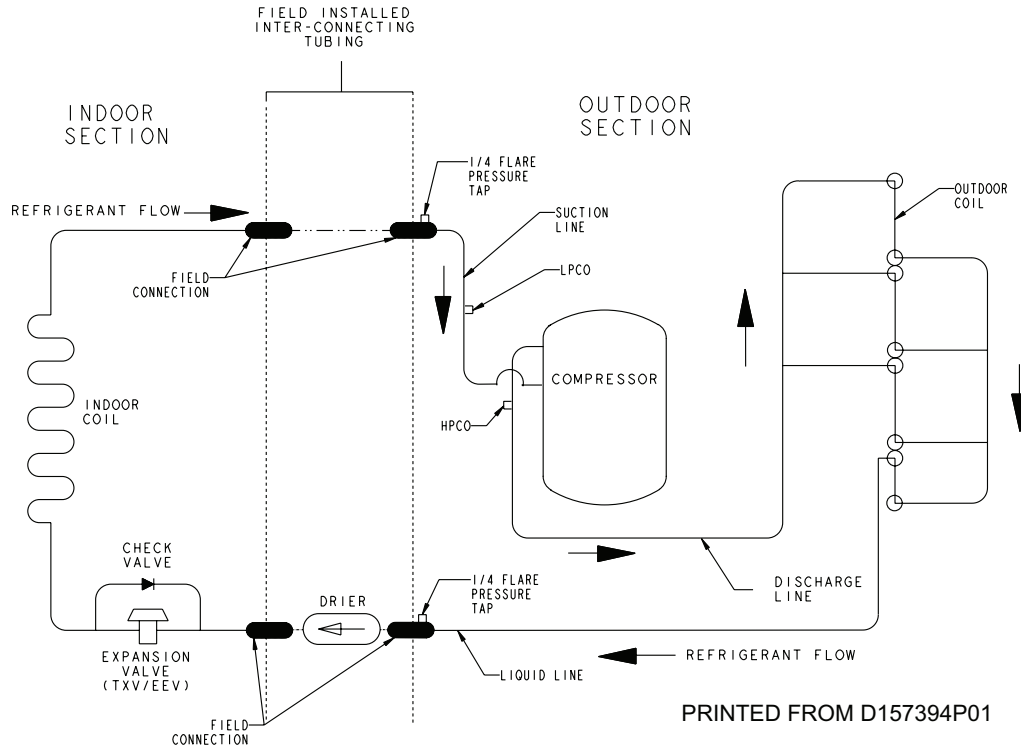 FIELD INSTALLED
INTER-CONNECTING
TUBING
INDOOR
SECTION
OUTDOOR
SECTION
1/4 FLARE
PRESSURE
TAP
OUTDOOR
COIL
REFRIGERANT FLOW
SUCTION
LINE
FIELD
CONNECTION
LPCO
COMPRESSOR
INDOOR
COIL
HPCO
CHECK
VALVE
DRIER
1/4 FLARE
PRESSURE
TAP
DISCHARGE
LINE
EXPANSION
VALVE
(TXV/EEV)
LIQUID LINE
REFRIGERANT FLOW
FIELD
CONNECTION
PRINTED FROM D157394P01